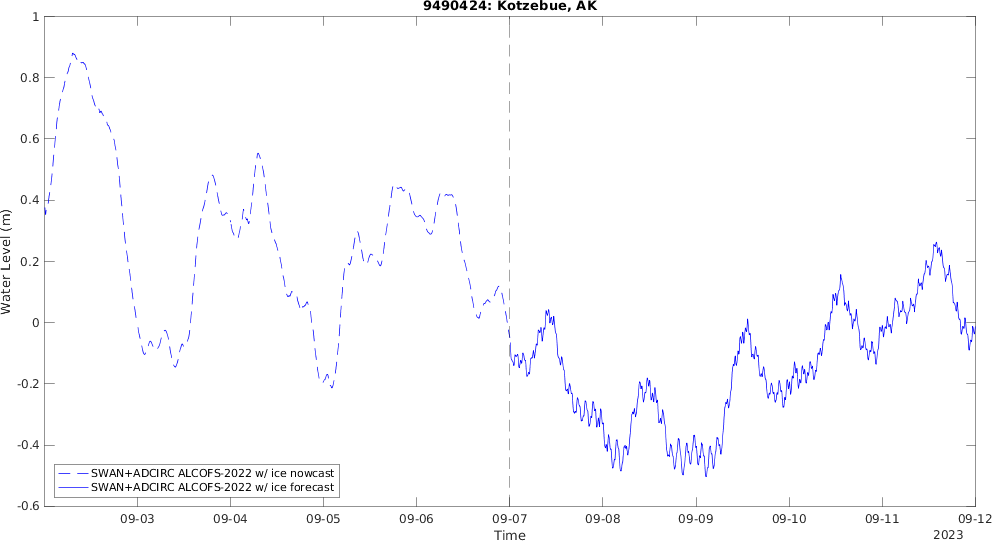 9490424: Kotzebue, AK
1
0.8
0.6
0.4
0.2
0
-0.2
-0.4
-0.6
Water Level (m)
SWAN+ADCIRC ALCOFS-2022 w/ ice nowcast
SWAN+ADCIRC ALCOFS-2022 w/ ice forecast
09-03 09-04 09-05 09-06 09-07 09-08 09-09 09-10 09-11 09-12
Time
2023